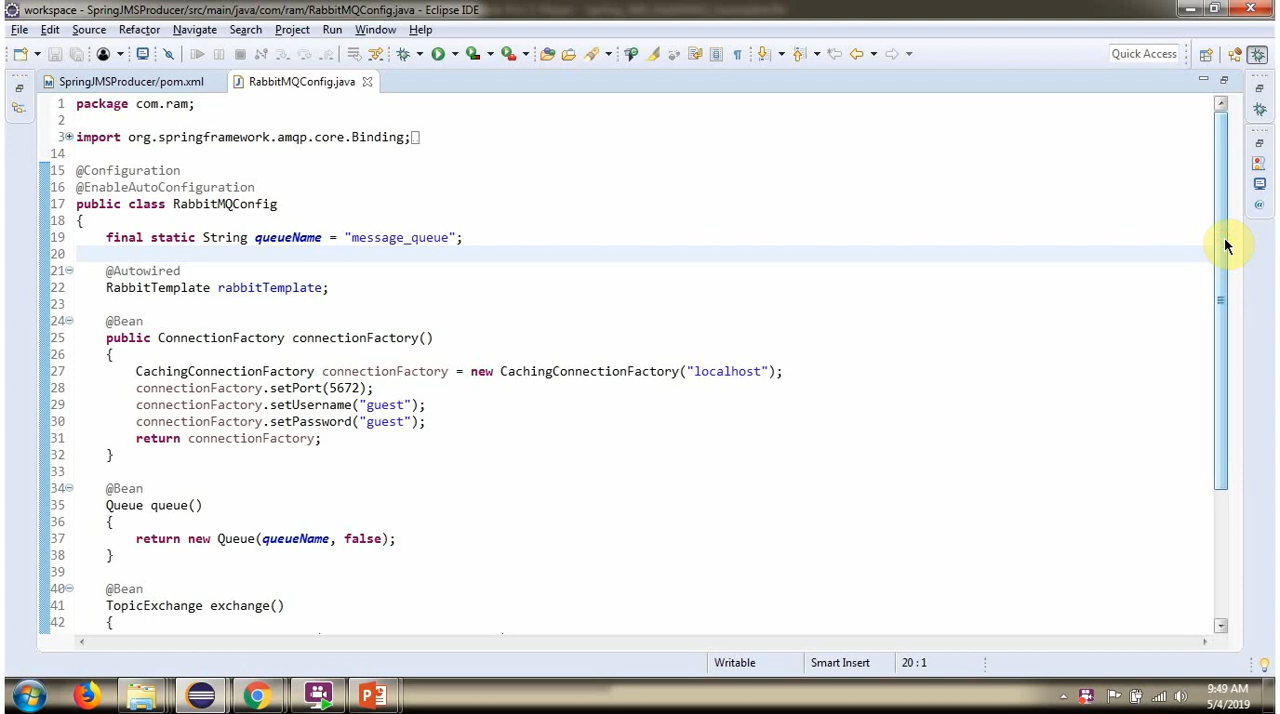 workspace - SpringJMSProducer/src/main/java/com/ram/RabbitMQConfig.java - Eclipse IDE
File Edit Source Refactor Navigate Search Project Run Window Help
Quick Access
SpringJMSProducer/pom.xml RabbitMQConfig.java
1 package com.ram;
2
3 import org.springframework.amqp.core.Binding;
14
15 @Configuration
16 @EnableAutoConfiguration
17 public class RabbitMQConfig
18 {
19 final static String queueName = "message_queue";
20
21 @Autowired
22 RabbitTemplate rabbitTemplate;
23
24 @Bean
25 public ConnectionFactory connectionFactory()
26 {
27 CachingConnectionFactory connectionFactory = new CachingConnectionFactory("localhost");
28 connectionFactory.setPort(5672);
29 connectionFactory.setUsername("guest");
30 connectionFactory.setPassword("guest");
31 return connectionFactory;
32 }
33
34 @Bean
35 Queue queue()
36 {
37 return new Queue(queueName, false);
38 }
39
40 @Bean
41 TopicExchange exchange()
42 {
Writable Smart Insert 20 : 1
9:49 AM
5/4/2019